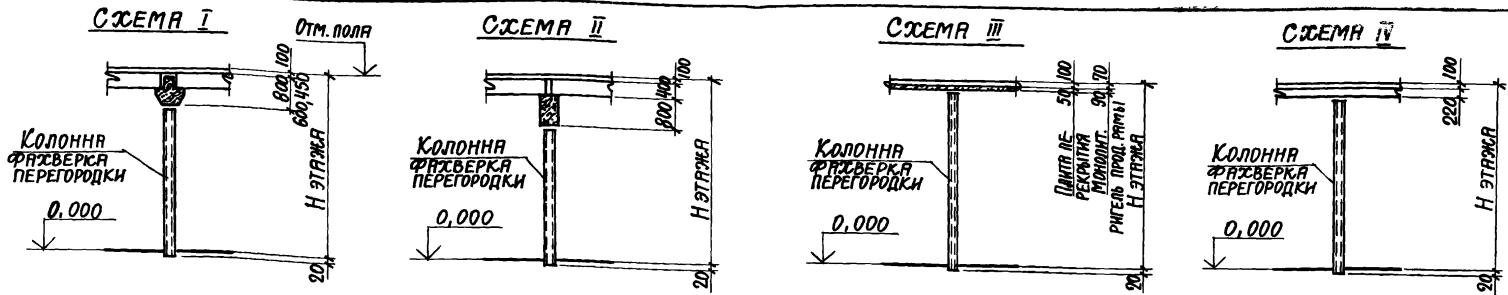 СХЕМА I
ОТМ. ПОЛА
100
800
600,450
КОЛОННА
ФАХВЕРКА
ПЕРЕГОРОДКИ
0,000
Н ЭТАЖА
20
СХЕМА II
100
400
800
КОЛОННА
ФАХВЕРКА
ПЕРЕГОРОДКИ
0,000
Н ЭТАЖА
20
СХЕМА III
100
50
70
90
ПЛИТА ПЕ-
РЕКРЫТИЯ
МОНОЛИТ.
РИГЕЛЬ ПРОД. РАМЫ
КОЛОННА
ФАХВЕРКА
ПЕРЕГОРОДКИ
0,000
Н ЭТАЖА
20
СХЕМА IV
100
220
КОЛОННА
ФАХВЕРКА
ПЕРЕГОРОДКИ
0,000
Н ЭТАЖА
20